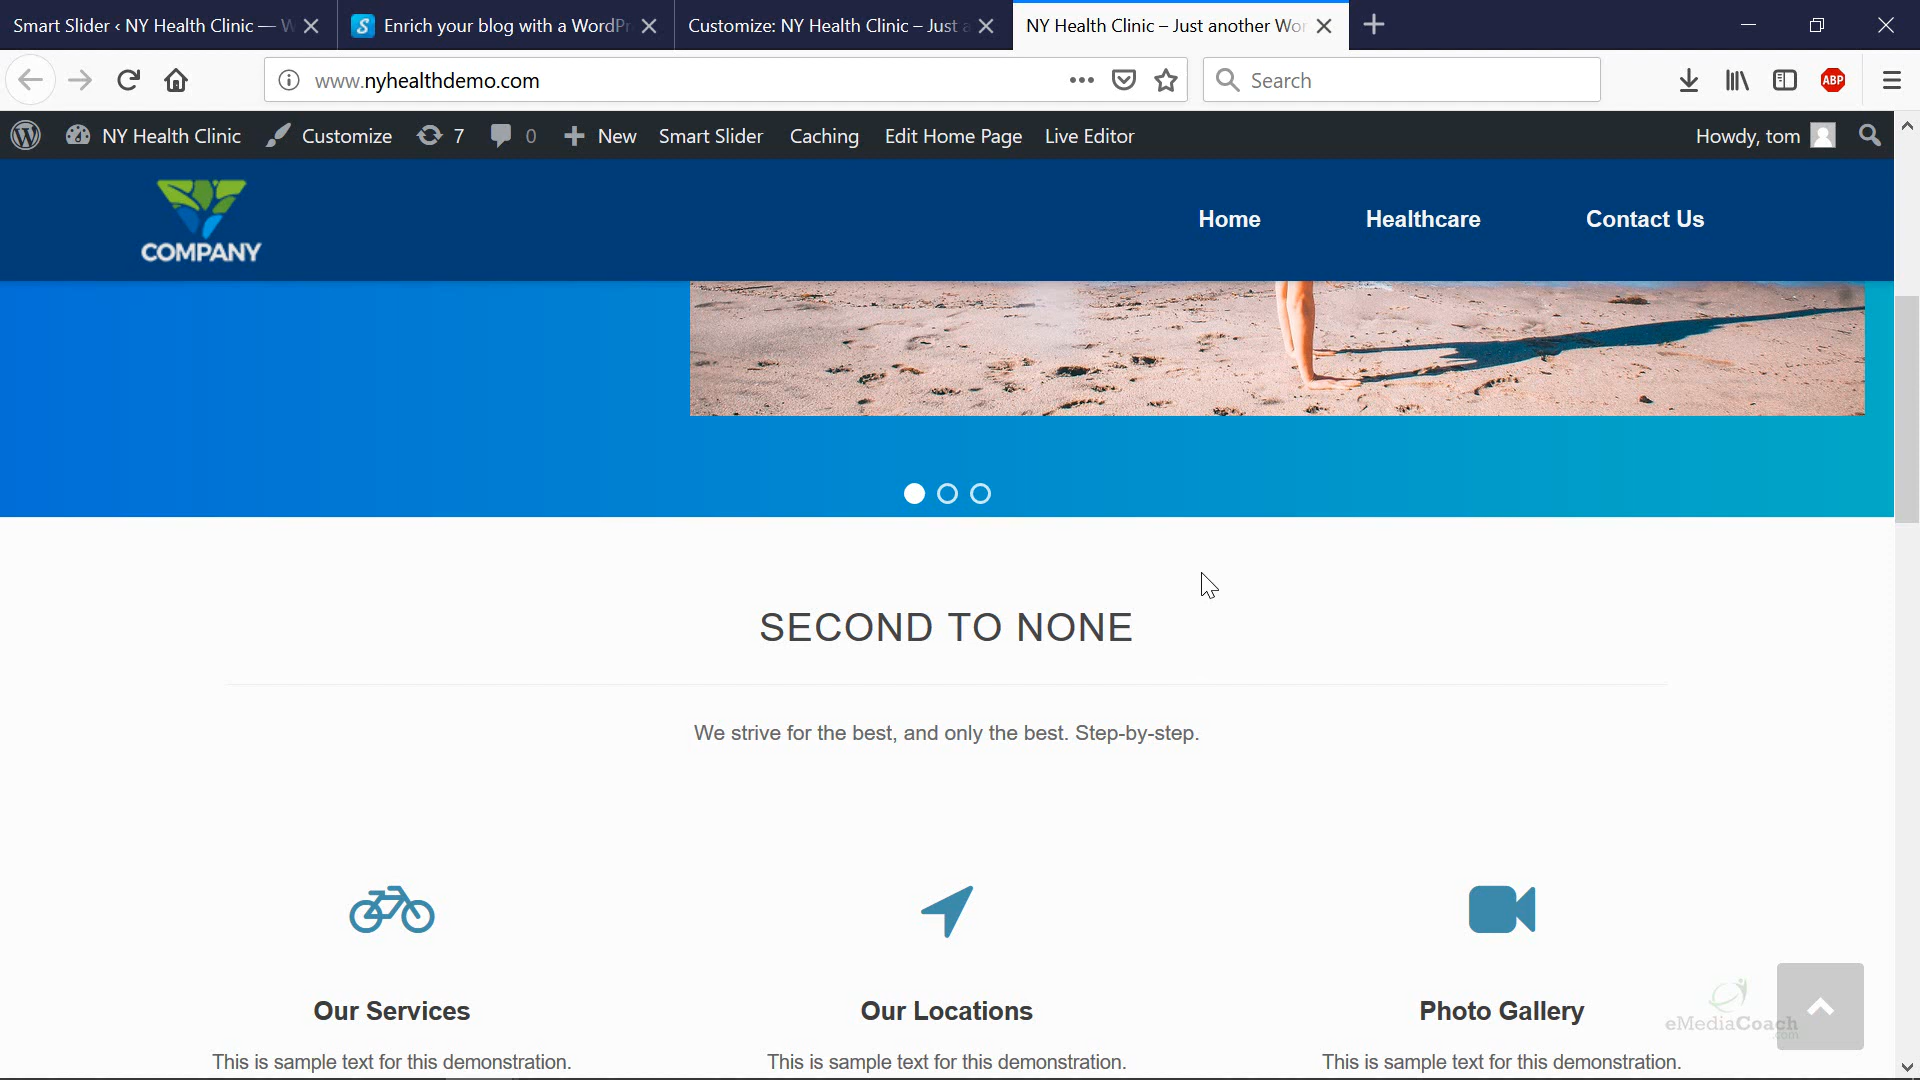 Smart Slider ‹ NY Health Clinic — W
Enrich your blog with a WordPr
Customize: NY Health Clinic – Just a
NY Health Clinic – Just another Wor
www.nyhealthdemo.com
Search
ABP
NY Health Clinic
Customize
7
0
New
Smart Slider
Caching
Edit Home Page
Live Editor
Howdy, tom
COMPANY
Home
Healthcare
Contact Us
SECOND TO NONE
We strive for the best, and only the best. Step-by-step.
Our Services
Our Locations
Photo Gallery
This is sample text for this demonstration.
This is sample text for this demonstration.
This is sample text for this demonstration.
eMediaCoach
.com